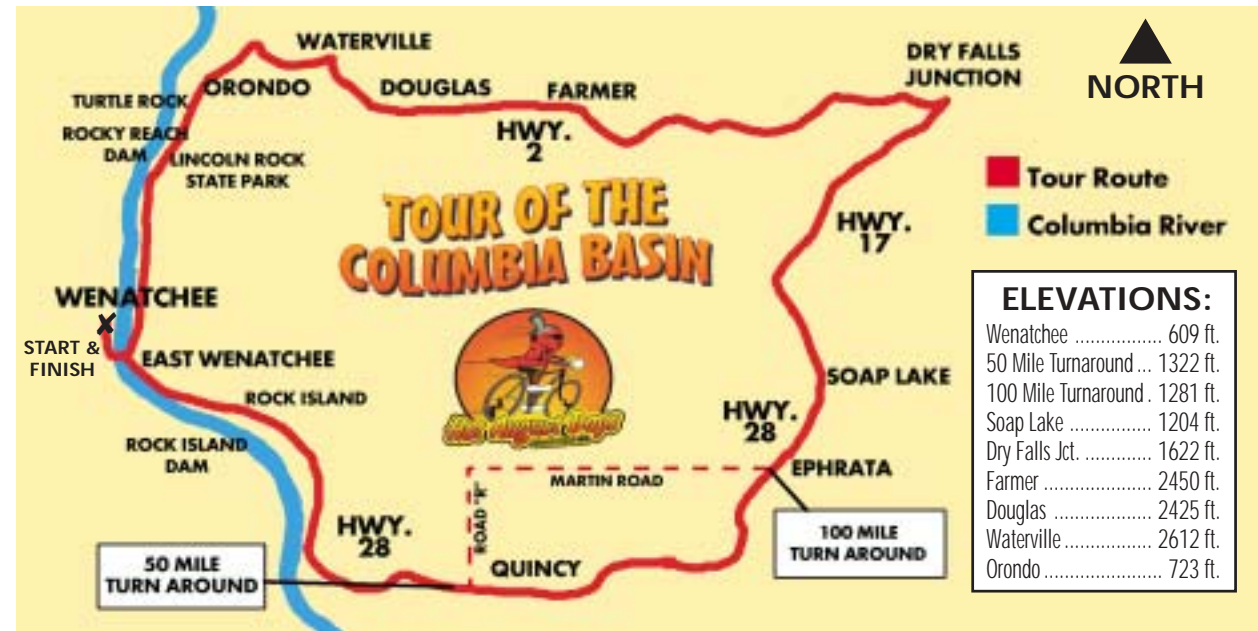 WATERVILLE
DRY FALLS
JUNCTION
NORTH
ORONDO
DOUGLAS
FARMER
TURTLE ROCK
HWY.
2
ROCKY REACH
DAM
LINCOLN ROCK
STATE PARK
Tour Route
Columbia River
TOUR OF THE
COLUMBIA BASIN
HWY.
17
WENATCHEE
X
START &
FINISH
EAST WENATCHEE
ROCK ISLAND
ROCK ISLAND
DAM
Hot August Days
SOAP LAKE
HWY.
28
EPHRATA
MARTIN ROAD
ROAD "R"
HWY.
28
QUINCY
50 MILE
TURN AROUND
100 MILE
TURN AROUND
ELEVATIONS:
Wenatchee ................. 609 ft.
50 Mile Turnaround ... 1322 ft.
100 Mile Turnaround . 1281 ft.
Soap Lake ................ 1204 ft.
Dry Falls Jct. ............. 1622 ft.
Farmer ..................... 2450 ft.
Douglas ................... 2425 ft.
Waterville ................. 2612 ft.
Orondo ....................... 723 ft.